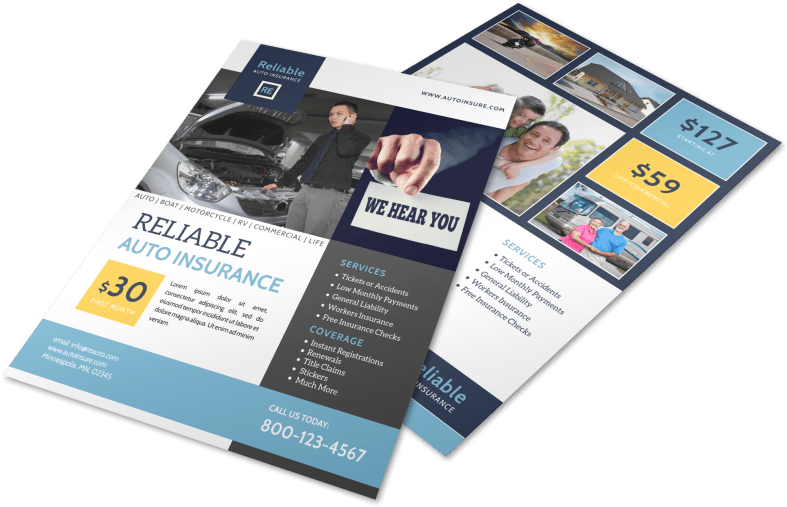 Reliable
AUTO INSURANCE
RE
WWW.AUTOINSURE.COM
WE HEAR YOU
AUTO | BOAT | MOTORCYCLE | RV | COMMERCIAL | LIFE
RELIABLE
AUTO INSURANCE
$30
FIRST MONTH
Lorem ipsum dolor sit amet,
consectetur adipiscing elit, sed do
eiusmod tempor incididunt ut labore et
dolore magna aliqua. Ut enim ad minim
veniam
SERVICES
• Tickets or Accidents
• Low Monthly Payments
• General Liability
• Workers Insurance
• Free Insurance Checks
COVERAGE
• Instant Registrations
• Renewals
• Title Claims
• Stickers
• Much More
email: info@reauto.com
www.autoinsure.com
Minneapolis, MN, 02345
CALL US TODAY:
800-123-4567
$127
STARTING AT
$59
LIFE/COMMERCIAL
SERVICES
• Tickets or Accidents
• Low Monthly Payments
• General Liability
• Workers Insurance
• Free Insurance Checks
Reliable
INSURANCE